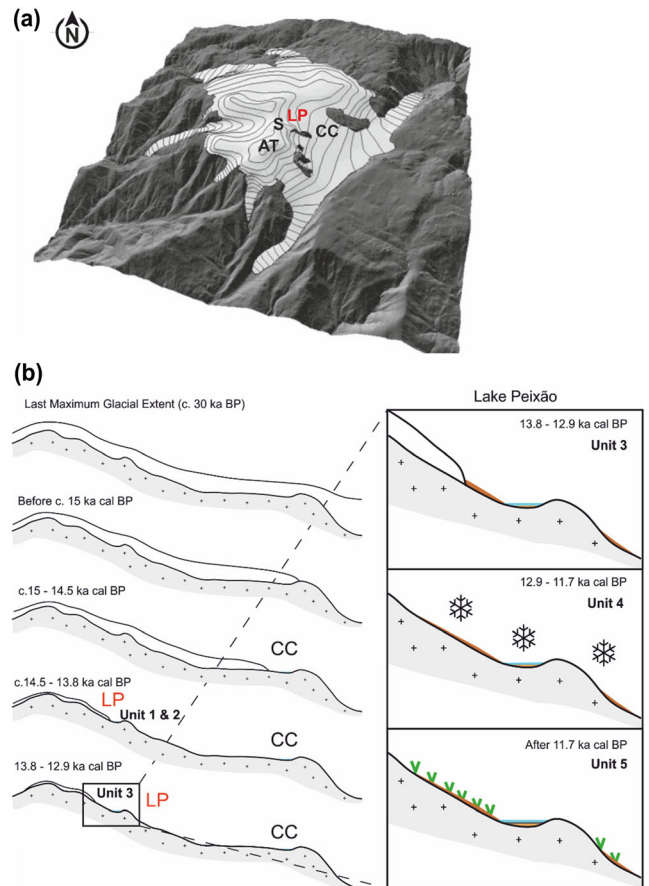 (a)
N
LP
S
CC
AT
(b)
Last Maximum Glacial Extent (c. 30 ka BP)
Before c. 15 ka cal BP
c.15 - 14.5 ka cal BP
CC
c.14.5 - 13.8 ka cal BP
LP
Unit 1 & 2
CC
13.8 - 12.9 ka cal BP
Unit 3
LP
CC
Lake Peixão
13.8 - 12.9 ka cal BP
Unit 3
12.9 - 11.7 ka cal BP
Unit 4
After 11.7 ka cal BP
Unit 5